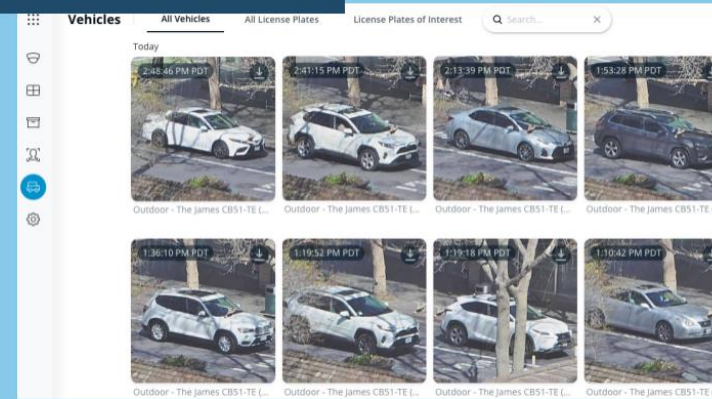 Vehicles
All Vehicles
All License Plates
License Plates of Interest
Search...
Today
2:48:46 PM PDT
2:41:15 PM PDT
2:13:39 PM PDT
1:53:28 PM PDT
Outdoor - The James CB51-TE (...
Outdoor - The James CB51-TE (...
Outdoor - The James CB51-TE (...
Outdoor - The James CB51-TE
1:36:10 PM PDT
1:19:52 PM PDT
1:19:18 PM PDT
1:10:42 PM PDT
Outdoor - The James CB51-TE (...
Outdoor - The James CB51-TE (...
Outdoor - The James CB51-TE (...
Outdoor - The James CB51-TE